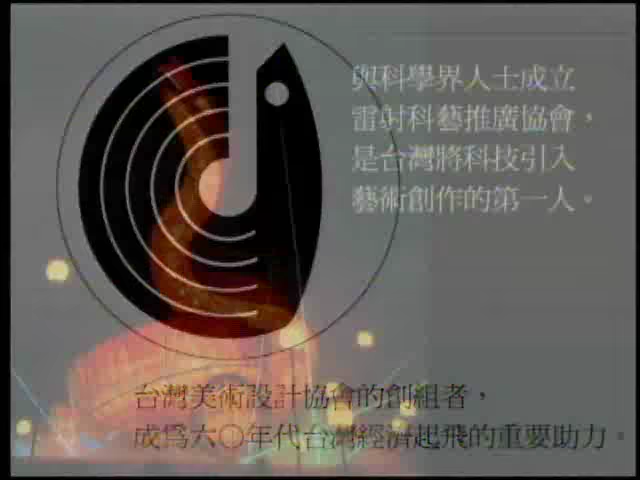 與科學界人士成立
雷射科藝推廣協會，
是台灣將科技引入
藝術創作的第一人。
台灣美術設計協會的創組者，
成為六〇年代台灣經濟起飛的重要助力。